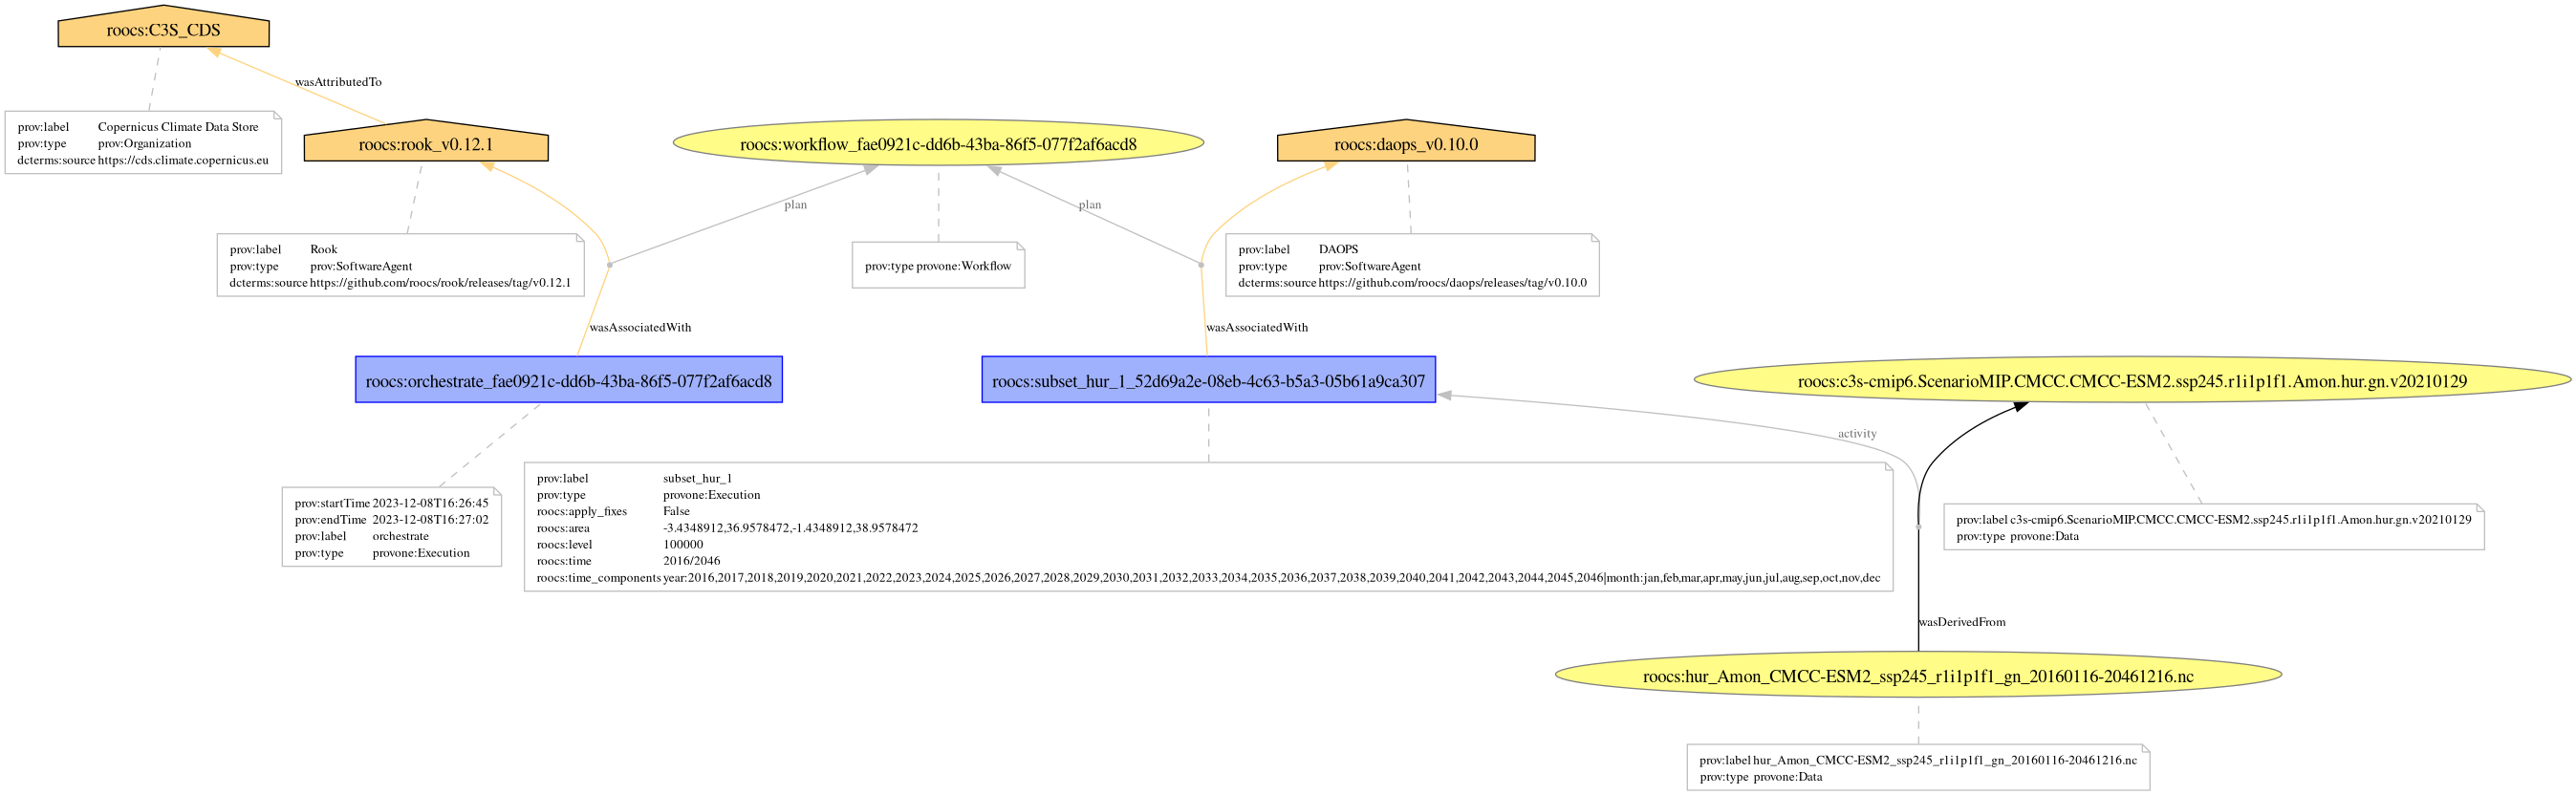 roocs:C3S_CDS
wasAttributedTo
prov:label Copernicus Climate Data Store
prov:type prov:Organization
dcterms:source https://cds.climate.copernicus.eu
roocs:rook_v0.12.1
roocs:workflow_fae0921c-dd6b-43ba-86f5-077f2af6acd8
roocs:daops_v0.10.0
plan
plan
prov:label Rook
prov:type prov:SoftwareAgent
dcterms:source https://github.com/roocs/rook/releases/tag/v0.12.1
prov:type provone:Workflow
prov:label DAOPS
prov:type prov:SoftwareAgent
dcterms:source https://github.com/roocs/daops/releases/tag/v0.10.0
wasAssociatedWith
wasAssociatedWith
roocs:orchestrate_fae0921c-dd6b-43ba-86f5-077f2af6acd8
roocs:subset_hur_1_52d69a2e-08eb-4c63-b5a3-05b61a9ca307
roocs:c3s-cmip6.ScenarioMIP.CMCC.CMCC-ESM2.ssp245.r1i1p1f1.Amon.hur.gn.v20210129
activity
prov:startTime 2023-12-08T16:26:45
prov:endTime 2023-12-08T16:27:02
prov:label orchestrate
prov:type provone:Execution
prov:label subset_hur_1
prov:type provone:Execution
roocs:apply_fixes False
roocs:area -3.4348912,36.9578472,-1.4348912,38.9578472
roocs:level 100000
roocs:time 2016/2046
roocs:time_components year:2016,2017,2018,2019,2020,2021,2022,2023,2024,2025,2026,2027,2028,2029,2030,2031,2032,2033,2034,2035,2036,2037,2038,2039,2040,2041,2042,2043,2044,2045,2046|month:jan,feb,mar,apr,may,jun,jul,aug,sep,oct,nov,dec
prov:label c3s-cmip6.ScenarioMIP.CMCC.CMCC-ESM2.ssp245.r1i1p1f1.Amon.hur.gn.v20210129
prov:type provone:Data
wasDerivedFrom
roocs:hur_Amon_CMCC-ESM2_ssp245_r1i1p1f1_gn_20160116-20461216.nc
prov:label hur_Amon_CMCC-ESM2_ssp245_r1i1p1f1_gn_20160116-20461216.nc
prov:type provone:Data